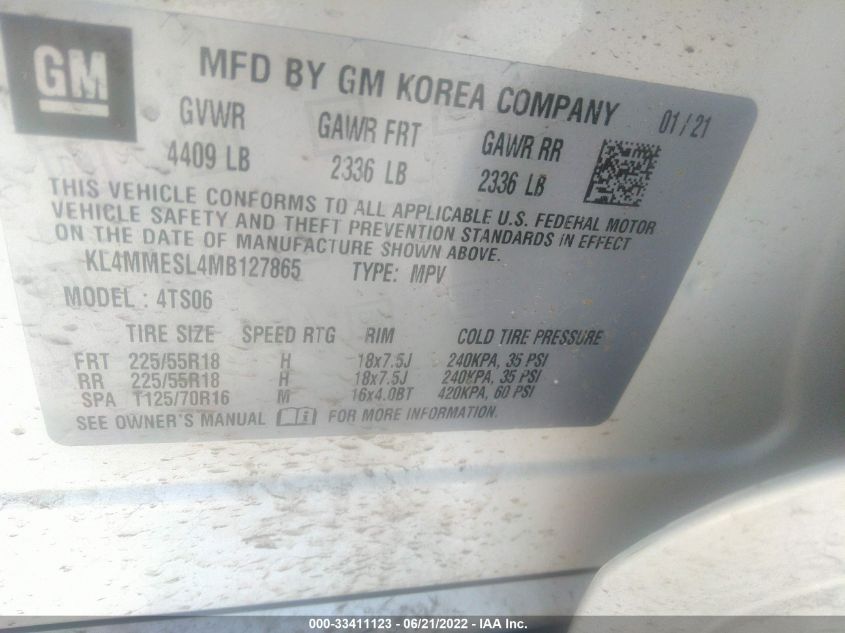 GM
MFD BY GM KOREA COMPANY 01/21
GVWR GAWR FRT GAWR RR
4409 LB 2336 LB 2336 LB
THIS VEHICLE CONFORMS TO ALL APPLICABLE U.S. FEDERAL MOTOR
VEHICLE SAFETY AND THEFT PREVENTION STANDARDS IN EFFECT
ON THE DATE OF MANUFACTURE SHOWN ABOVE.
KL4MMESL4MB127865 TYPE: MPV
MODEL: 4TS06
TIRE SIZE SPEED RTG RIM COLD TIRE PRESSURE
FRT 225/55R18 H 18x7.5J 240KPA, 35 PSI
RR 225/55R18 H 18x7.5J 240KPA, 35 PSI
SPA T125/70R16 M 16x4.0BT 420KPA, 60 PSI
SEE OWNER'S MANUAL FOR MORE INFORMATION.
000-33411123 - 06/21/2022 - IAA Inc.